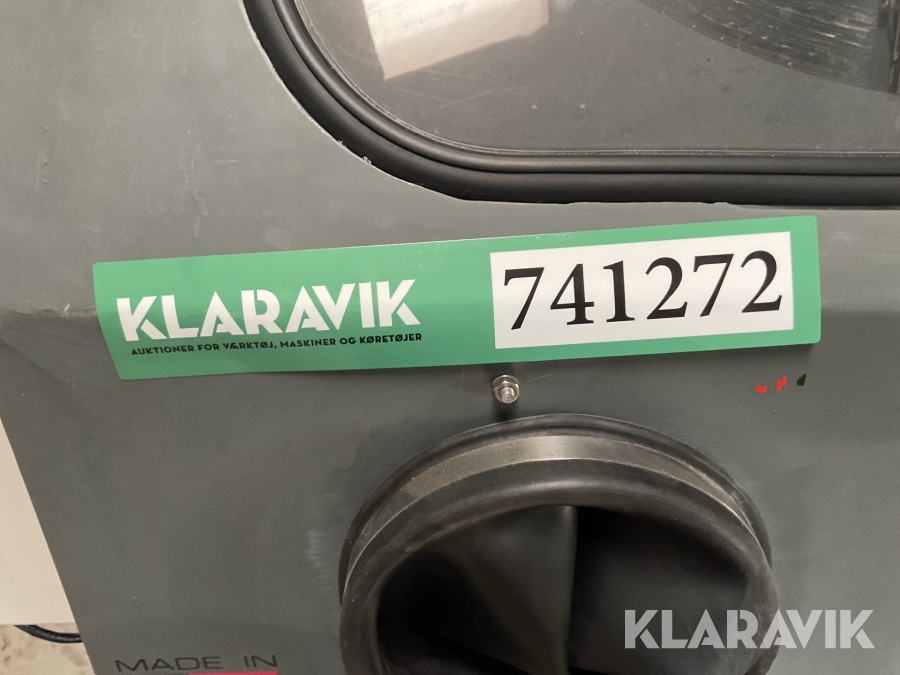 KLARAVIK
AUKTIONER FOR VÆRKTØJ, MASKINER OG KØRETØJER
741272
MADE IN
KLARAVIK